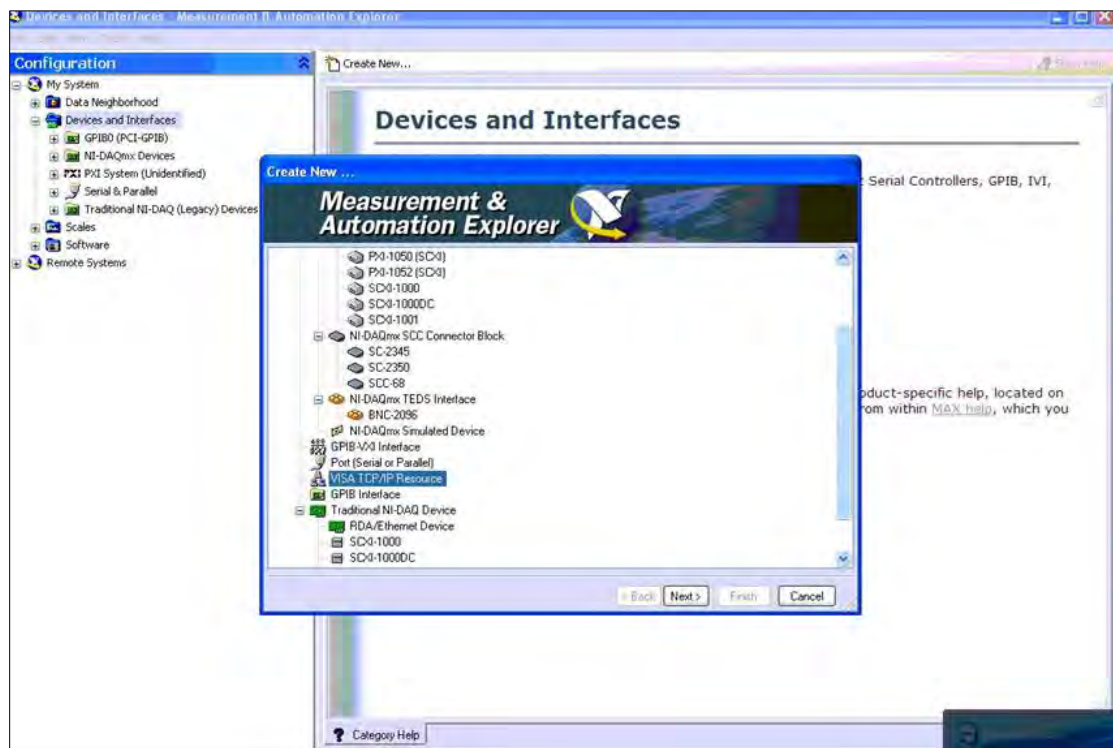 Devices and Interfaces - Measurement & Automation Explorer
Configuration
Create New...
My System
Data Neighborhood
Devices and Interfaces
GPIB0 (PCI-GPIB)
NI-DAQmx Devices
PXI PXI System (Unidentified)
Serial & Parallel
Traditional NI-DAQ (Legacy) Devices
Scales
Software
Remote Systems
Devices and Interfaces
Serial Controllers, GPIB, IVI,
product-specific help, located on
from within MAX help, which you
Create New ...
Measurement &
Automation Explorer
PXI-1050 (SCXI)
PXI-1052 (SCXI)
SCXI-1000
SCXI-1000DC
SCXI-1001
NI-DAQmx SCC Connector Block
SC-2345
SC-2350
SCC-68
NI-DAQmx TEDS Interface
BNC-2096
NI-DAQmx Simulated Device
GPIB-VXI Interface
Port (Serial or Parallel)
VISA TCP/IP Resource
GPIB Interface
Traditional NI-DAQ Device
RDA/Ethernet Device
SCXI-1000
SCXI-1000DC
< Back Next > Finish Cancel
? Category Help